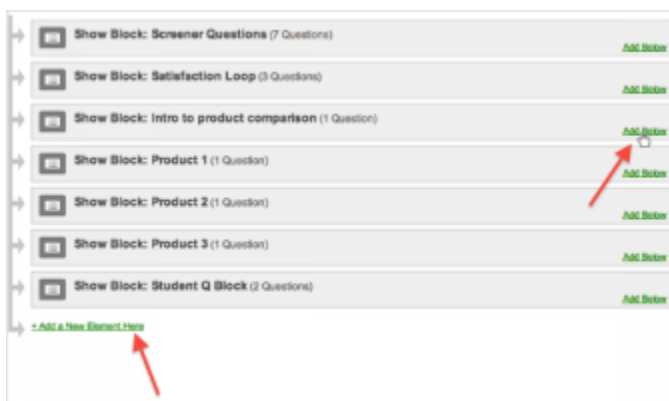 Show Block: Screener Questions (7 Questions)
Add Below
Show Block: Satisfaction Loop (3 Questions)
Add Below
Show Block: Intro to product comparison (1 Question)
Add Below
Show Block: Product 1 (1 Question)
Add Below
Show Block: Product 2 (1 Question)
Add Below
Show Block: Product 3 (1 Question)
Add Below
Show Block: Student Q Block (2 Questions)
Add Below
+ Add a New Element Here